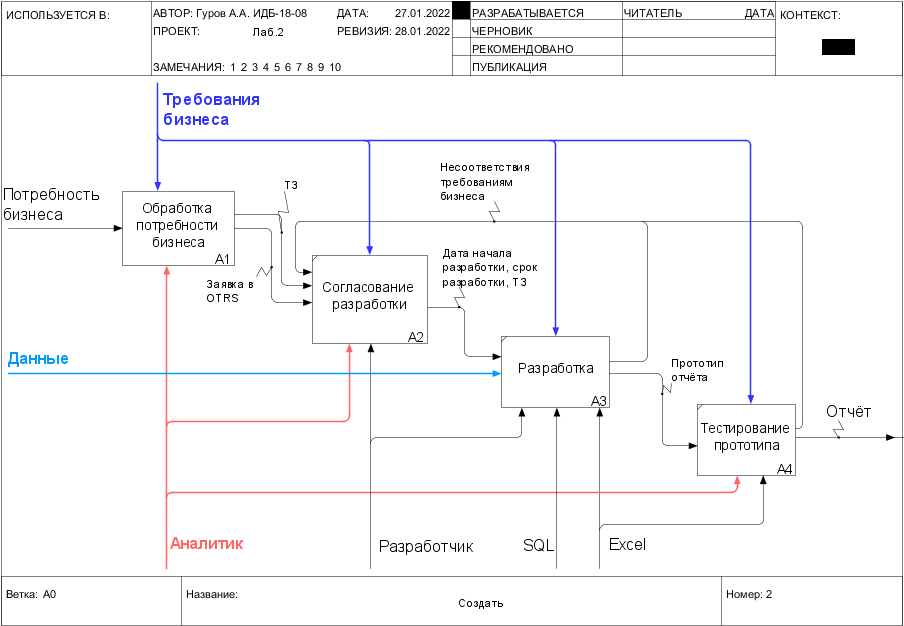 ИСПОЛЬЗУЕТСЯ В:
АВТОР: Гуров А.А. ИДБ-18-08
ДАТА: 27.01.2022
ПРОЕКТ: Лаб.2
РЕВИЗИЯ: 28.01.2022
ЗАМЕЧАНИЯ: 1 2 3 4 5 6 7 8 9 10
РАЗРАБАТЫВАЕТСЯ
ЧЕРНОВИК
РЕКОМЕНДОВАНО
ПУБЛИКАЦИЯ
ЧИТАТЕЛЬ
ДАТА
КОНТЕКСТ:
Требования
бизнеса
Потребность
бизнеса
Обработка
потребности
бизнеса
A1
ТЗ
Заявка в
OTRS
Несоответствия
требованиям
бизнеса
Согласование
разработки
A2
Дата начала
разработки, срок
разработки, ТЗ
Данные
Разработка
A3
Прототип
отчёта
Тестирование
прототипа
A4
Отчёт
Аналитик
Разработчик
SQL
Excel
Ветка: A0
Название:
Создать
Номер: 2